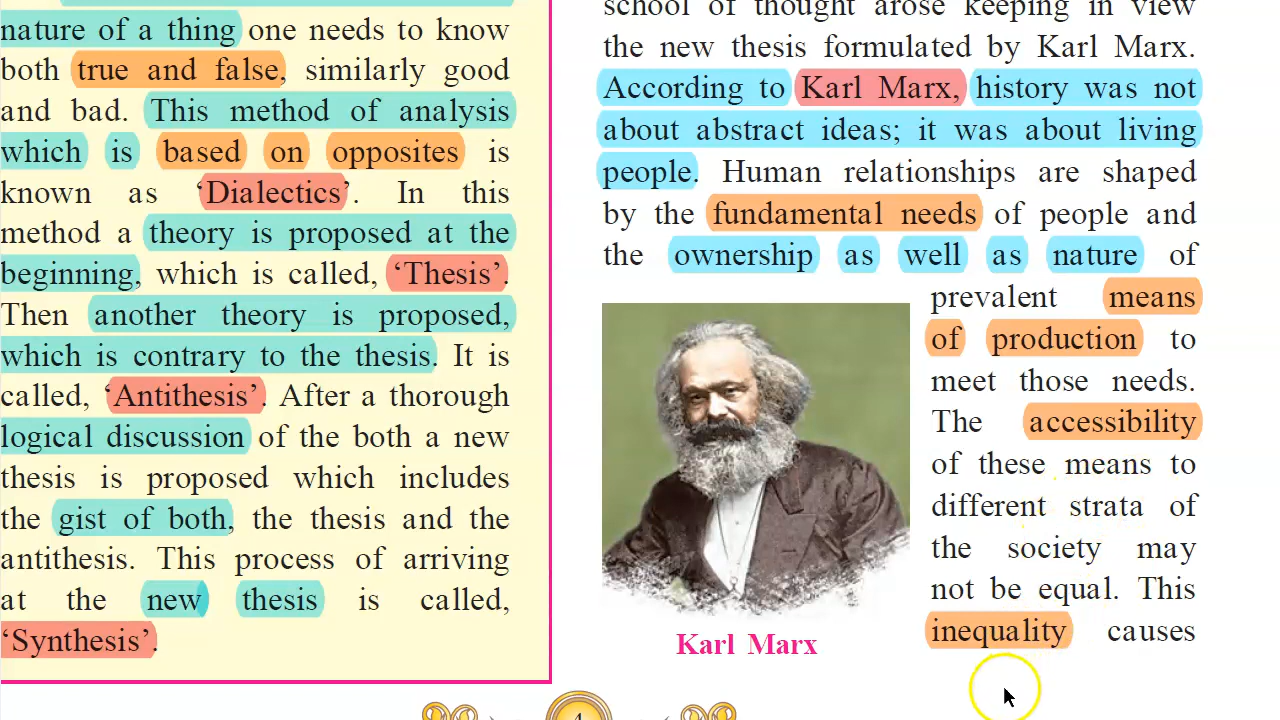 nature of a thing one needs to know
both true and false, similarly good
and bad. This method of analysis
which is based on opposites is
known as ‘Dialectics’. In this
method a theory is proposed at the
beginning, which is called, ‘Thesis’.
Then another theory is proposed,
which is contrary to the thesis. It is
called, ‘Antithesis’. After a thorough
logical discussion of the both a new
thesis is proposed which includes
the gist of both, the thesis and the
antithesis. This process of arriving
at the new thesis is called,
‘Synthesis’.
school of thought arose keeping in view
the new thesis formulated by Karl Marx.
According to Karl Marx, history was not
about abstract ideas; it was about living
people. Human relationships are shaped
by the fundamental needs of people and
the ownership as well as nature of
prevalent means
of production to
meet those needs.
The accessibility
of these means to
different strata of
the society may
not be equal. This
inequality causes
Karl Marx
4